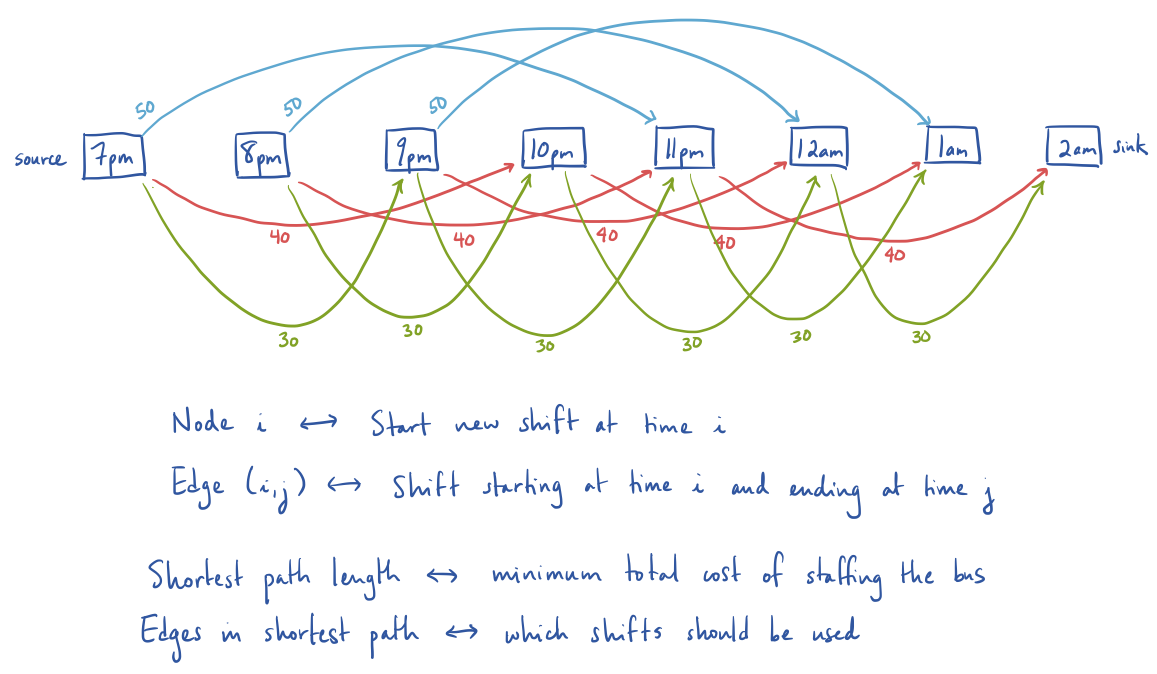 50 50 50
source 7pm 8pm 9pm 10pm 11pm 12am 1am 2am sink
40 40 40 40 40
30 30 30 30 30 30
Node i ↔ Start new shift at time i
Edge (i,j) ↔ Shift starting at time i and ending at time j
Shortest path length ↔ minimum total cost of staffing the bus
Edges in shortest path ↔ which shifts should be used